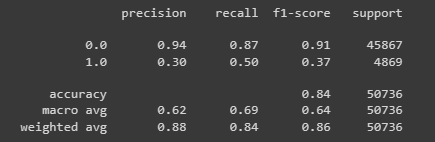 precision recall f1-score support
0.0 0.94 0.87 0.91 45867
1.0 0.30 0.50 0.37 4869
accuracy 0.84 50736
macro avg 0.62 0.69 0.64 50736
weighted avg 0.88 0.84 0.86 50736